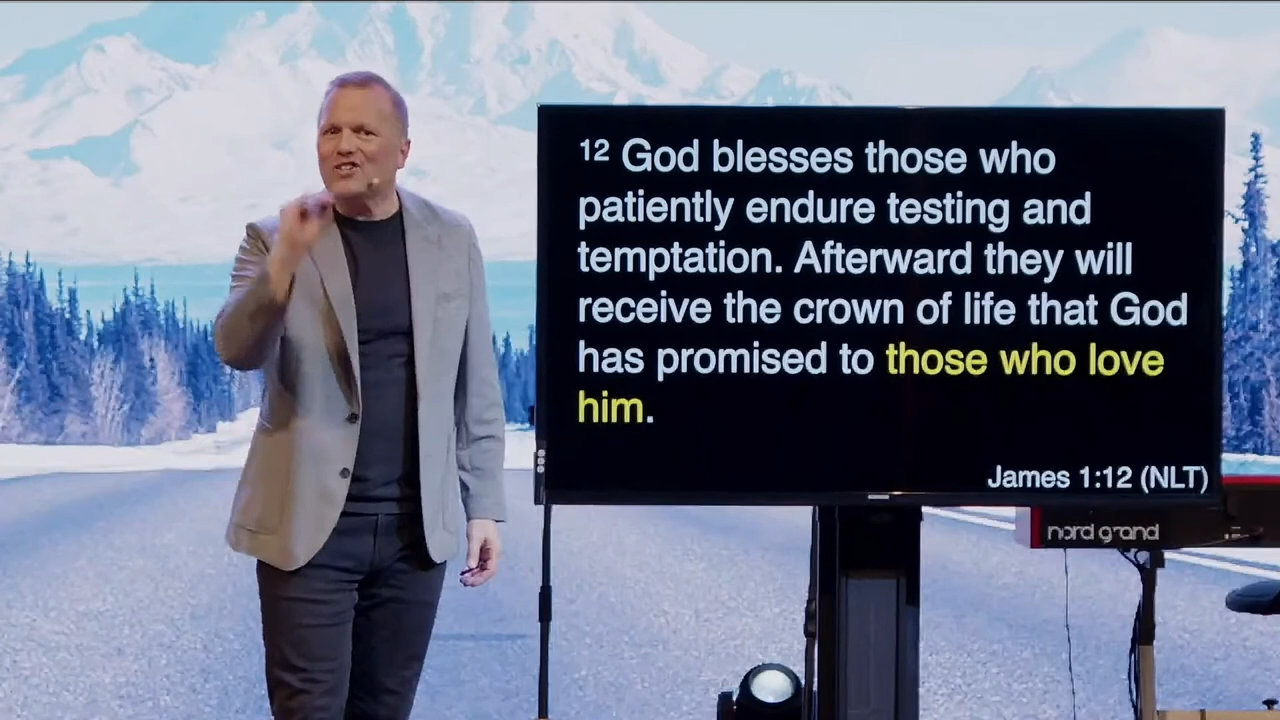 12 God blesses those who
patiently endure testing and
temptation. Afterward they will
receive the crown of life that God
has promised to those who love
him.
James 1:12 (NLT)
nord grand